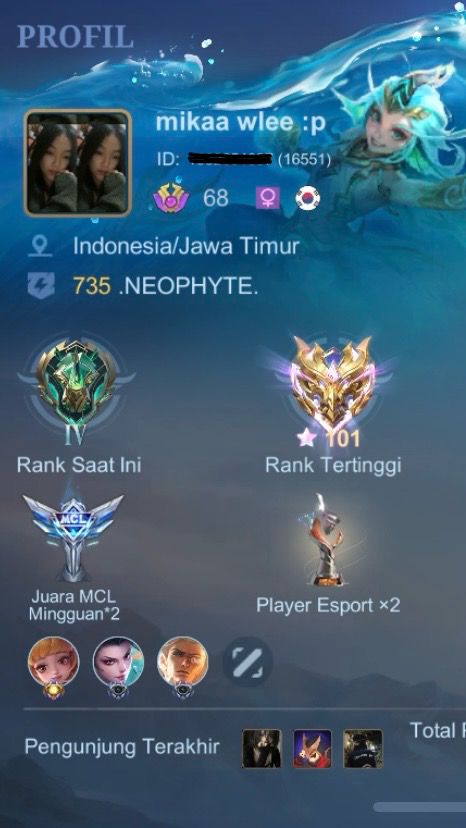 PROFIL
mikaa wlee :p
ID: (16551)
68
Indonesia/Jawa Timur
735 .NEOPHYTE.
IV
101
Rank Saat Ini
Rank Tertinggi
MCL
Juara MCL
Mingguan*2
Player Esport ×2
Total
Pengunjung Terakhir